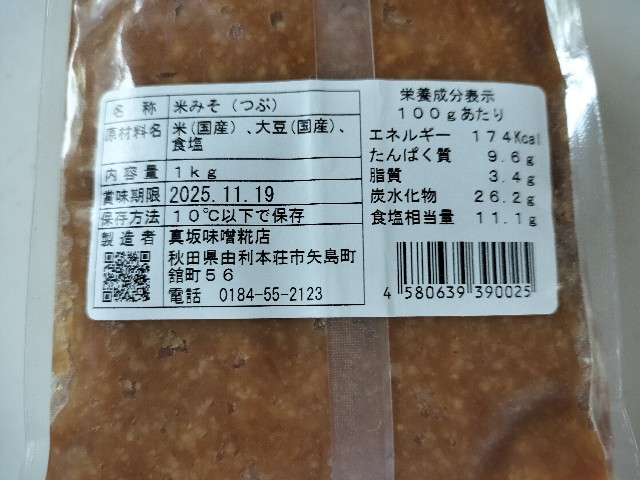 名称 米みそ（つぶ）
原材料名 米(国産)、大豆(国産)、
食塩
内容量 1kg
賞味期限 2025.11.19
保存方法 10℃以下で保存
製造者 真坂味噌糀店
秋田県由利本荘市矢島町
舘町56
電話 0184-55-2123
栄養成分表示
100gあたり
エネルギー 174Kcal
たんぱく質 9.6g
脂質 3.4g
炭水化物 26.2g
食塩相当量 11.1g
4 580639 390025